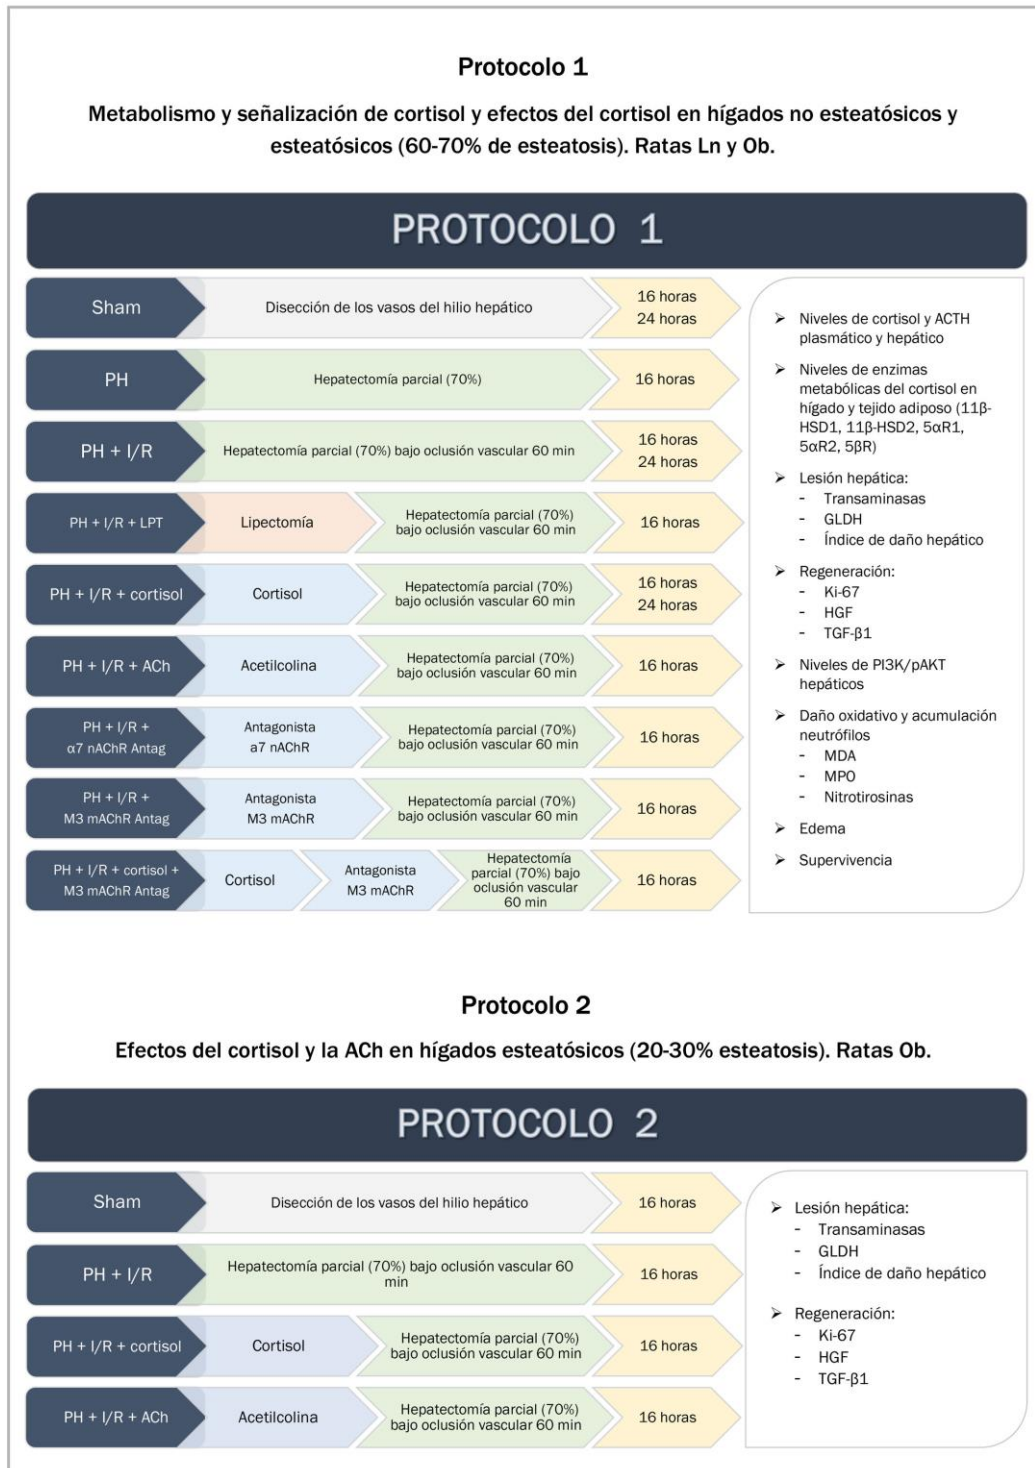 Protocolo 1
Metabolismo y señalización de cortisol y efectos del cortisol en hígados no esteatósicos y
esteatósicos (60-70% de esteatosis). Ratas Ln y Ob.
PROTOCOLO 1
Sham
Disección de los vasos del hilio hepático
16 horas
24 horas
PH
Hepatectomía parcial (70%)
16 horas
PH + I/R
Hepatectomía parcial (70%) bajo oclusión vascular 60 min
16 horas
24 horas
PH + I/R + LPT
Lipectomía
Hepatectomía parcial (70%)
bajo oclusión vascular 60 min
16 horas
PH + I/R + cortisol
Cortisol
Hepatectomía parcial (70%)
bajo oclusión vascular 60 min
16 horas
24 horas
PH + I/R + ACh
Acetilcolina
Hepatectomía parcial (70%)
bajo oclusión vascular 60 min
16 horas
PH + I/R +
α7 nAChR Antag
Antagonista
a7 nAChR
Hepatectomía parcial (70%)
bajo oclusión vascular 60 min
16 horas
PH + I/R +
M3 mAChR Antag
Antagonista
M3 mAChR
Hepatectomía parcial (70%)
bajo oclusión vascular 60 min
16 horas
PH + I/R + cortisol +
M3 mAChR Antag
Cortisol
Antagonista
M3 mAChR
Hepatectomía
parcial (70%) bajo
oclusión vascular
60 min
16 horas
➢ Niveles de cortisol y ACTH
plasmático y hepático
➢ Niveles de enzimas
metabólicas del cortisol en
hígado y tejido adiposo (11β-
HSD1, 11β-HSD2, 5αR1,
5αR2, 5βR)
➢ Lesión hepática:
- Transaminasas
- GLDH
- Índice de daño hepático
➢ Regeneración:
- Ki-67
- HGF
- TGF-β1
➢ Niveles de PI3K/pAKT
hepáticos
➢ Daño oxidativo y acumulación
neutrófilos
- MDA
- MPO
- Nitrotirosinas
➢ Edema
➢ Supervivencia
Protocolo 2
Efectos del cortisol y la ACh en hígados esteatósicos (20-30% esteatosis). Ratas Ob.
PROTOCOLO 2
Sham
Disección de los vasos del hilio hepático
16 horas
PH + I/R
Hepatectomía parcial (70%) bajo oclusión vascular 60
min
16 horas
PH + I/R + cortisol
Cortisol
Hepatectomía parcial (70%)
bajo oclusión vascular 60 min
16 horas
PH + I/R + ACh
Acetilcolina
Hepatectomía parcial (70%)
bajo oclusión vascular 60 min
16 horas
➢ Lesión hepática:
- Transaminasas
- GLDH
- Índice de daño hepático
➢ Regeneración:
- Ki-67
- HGF
- TGF-β1